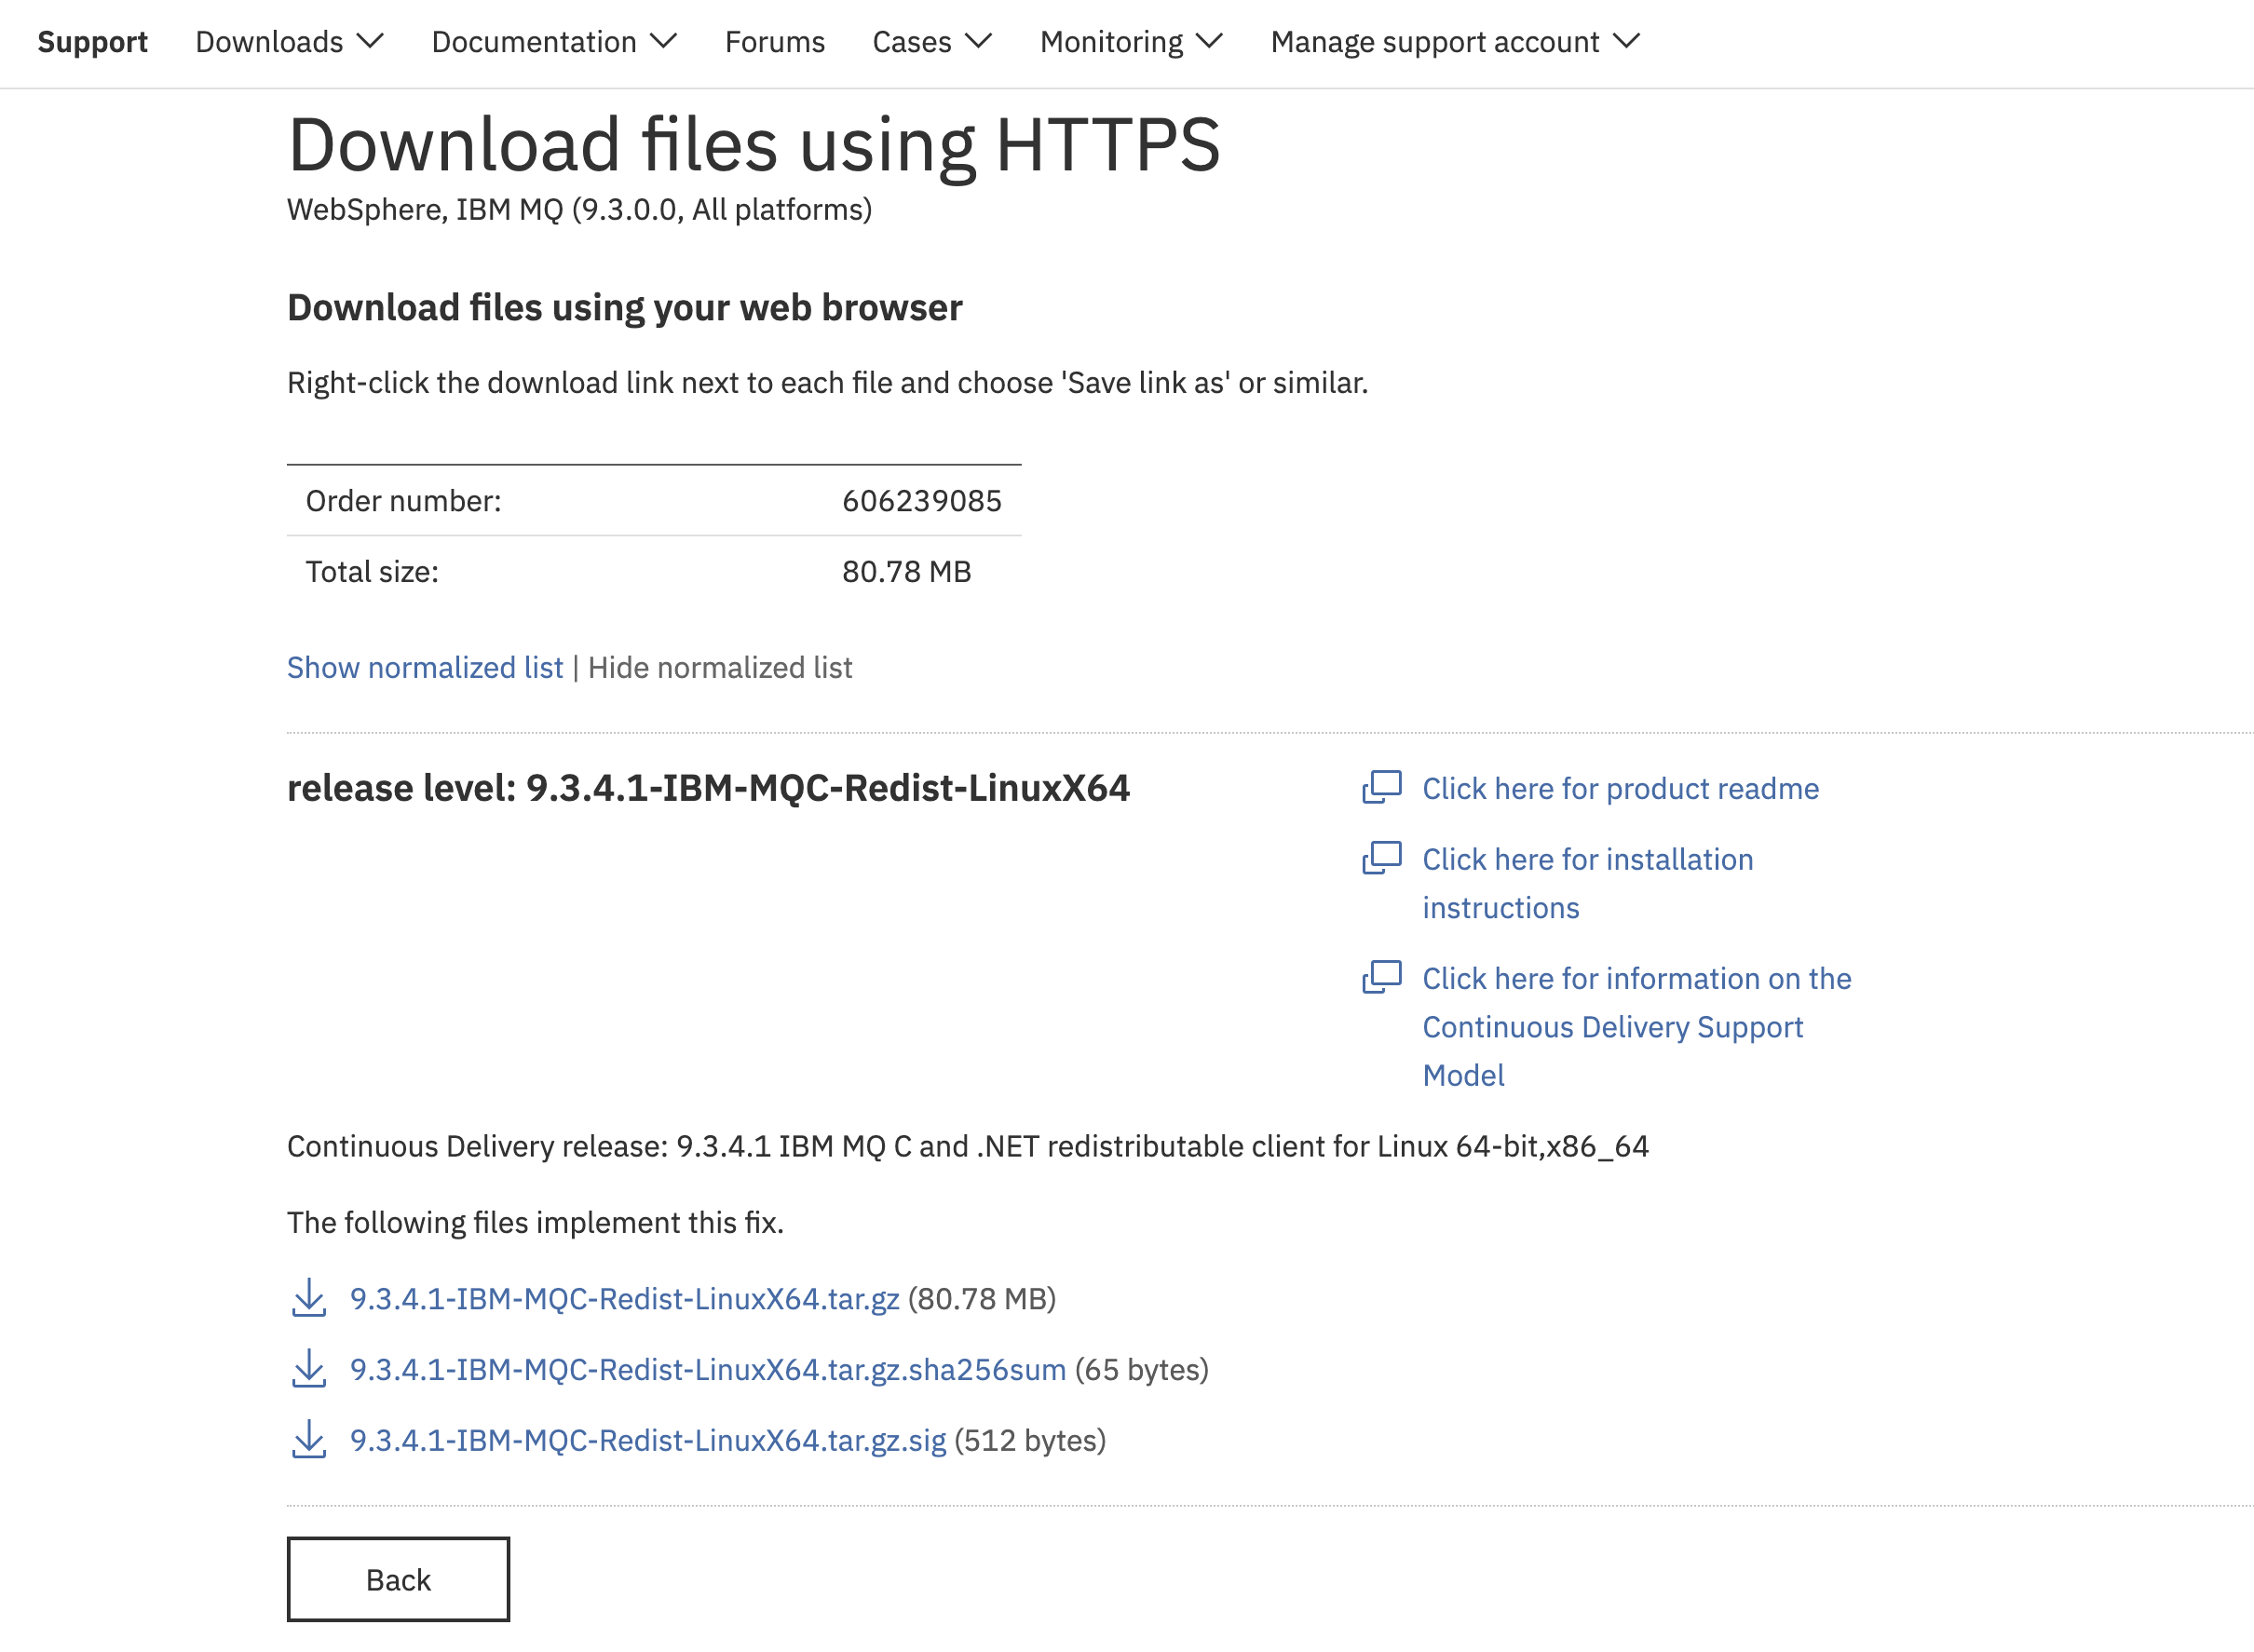 Support Downloads Documentation Forums Cases Monitoring Manage support account
Download files using HTTPS
WebSphere, IBM MQ (9.3.0.0, All platforms)
Download files using your web browser
Right-click the download link next to each file and choose 'Save link as' or similar.
Order number: 606239085
Total size: 80.78 MB
Show normalized list | Hide normalized list
release level: 9.3.4.1-IBM-MQC-Redist-LinuxX64
Click here for product readme
Click here for installation
instructions
Click here for information on the
Continuous Delivery Support
Model
Continuous Delivery release: 9.3.4.1 IBM MQ C and .NET redistributable client for Linux 64-bit,x86_64
The following files implement this fix.
9.3.4.1-IBM-MQC-Redist-LinuxX64.tar.gz (80.78 MB)
9.3.4.1-IBM-MQC-Redist-LinuxX64.tar.gz.sha256sum (65 bytes)
9.3.4.1-IBM-MQC-Redist-LinuxX64.tar.gz.sig (512 bytes)
Back